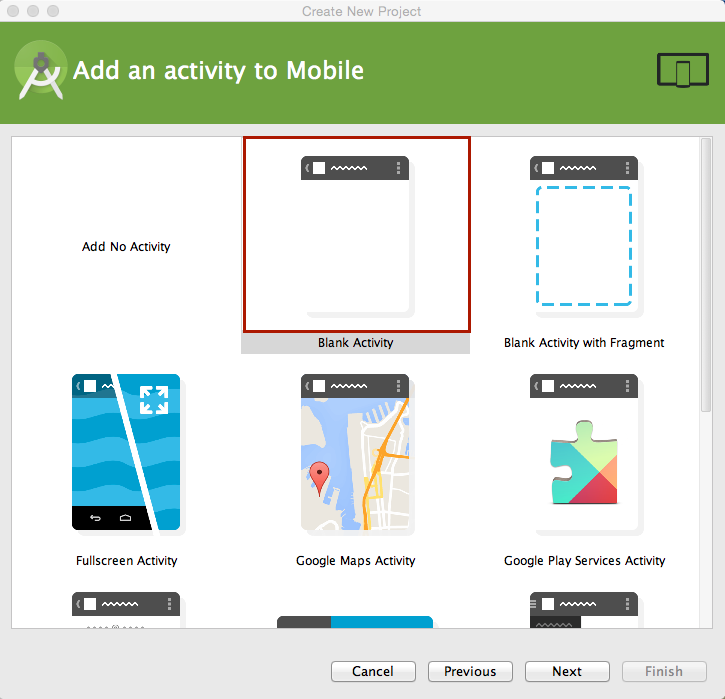 Create New Project
Add an activity to Mobile
Add No Activity
Blank Activity
Blank Activity with Fragment
Fullscreen Activity
Google Maps Activity
Google Play Services Activity
Cancel
Previous
Next
Finish